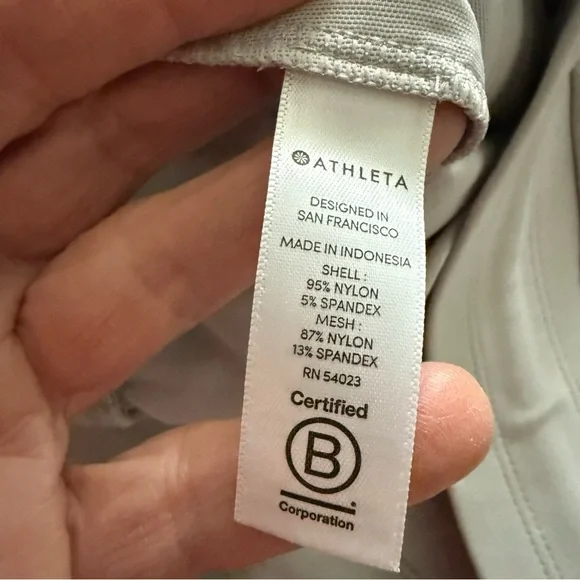 ATHLETA
DESIGNED IN
SAN FRANCISCO
MADE IN INDONESIA
SHELL :
95% NYLON
5% SPANDEX
MESH :
87% NYLON
13% SPANDEX
RN 54023
Certified
B
Corporation